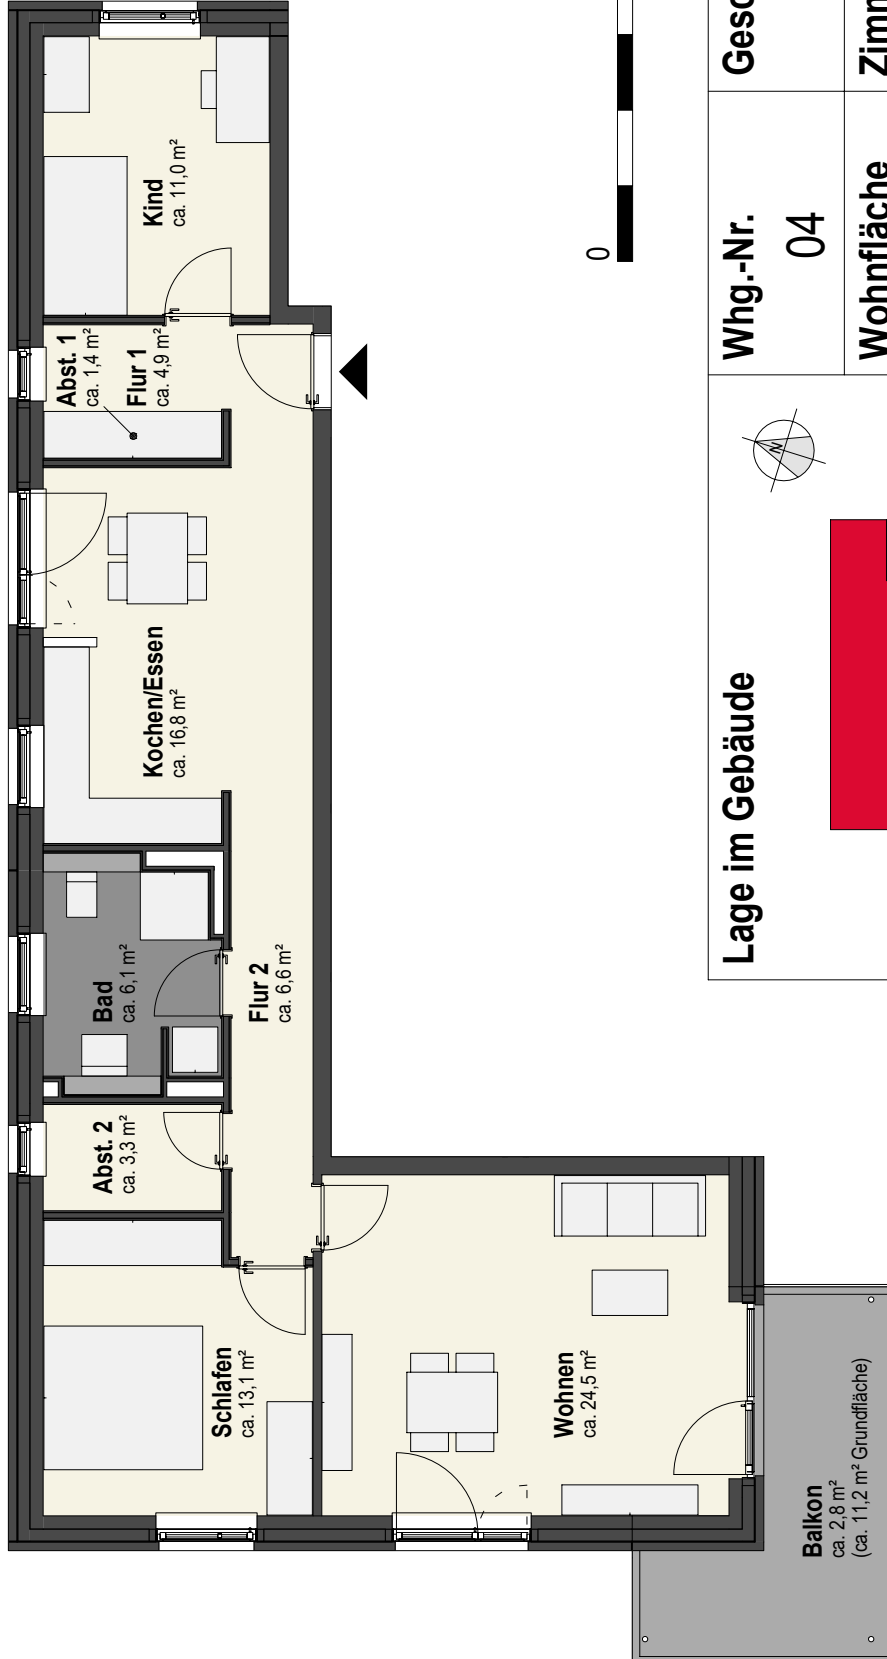 Kind
ca. 11,0 m²
Abst. 1
ca. 1,4 m²
Flur 1
ca. 4,9 m²
Kochen/Essen
ca. 16,8 m²
Bad
ca. 6,1 m²
Flur 2
ca. 6,6 m²
Abst. 2
ca. 3,3 m²
Schlafen
ca. 13,1 m²
Wohnen
ca. 24,5 m²
Balkon
ca. 2,8 m²
(ca. 11,2 m² Grundfläche)
0
Lage im Gebäude
N
Whg.-Nr.
04
Wohnfläche
Gesc
Zimm